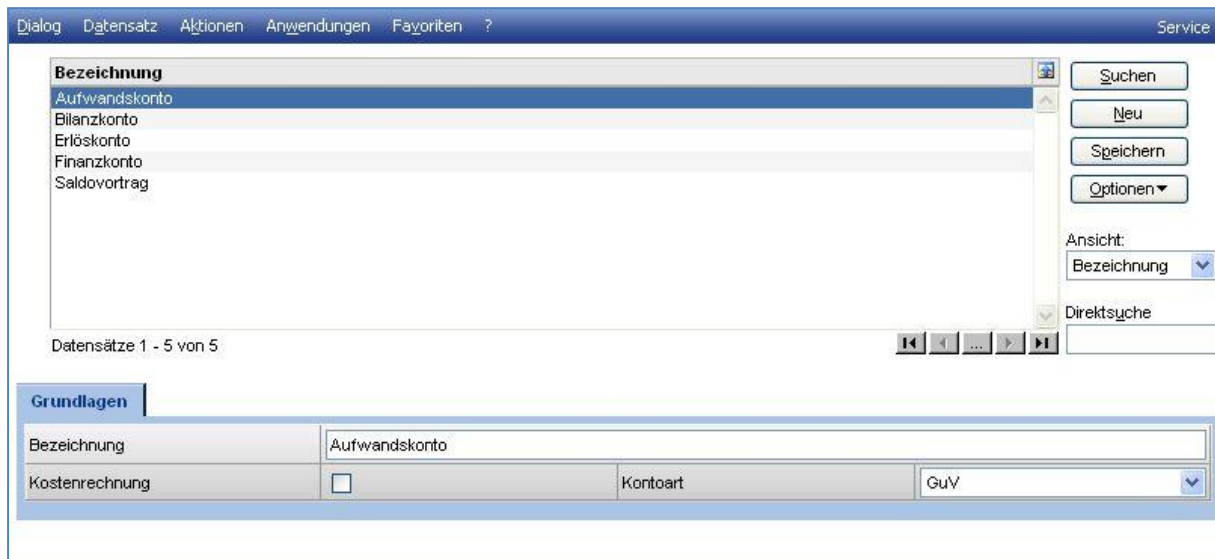 Dialog Datensatz Aktionen Anwendungen Favoriten ? Service
Bezeichnung
Aufwandskonto
Bilanzkonto
Erlöskonto
Finanzkonto
Saldovortrag
Datensätze 1 - 5 von 5
...
Suchen
Neu
Speichern
Optionen
Ansicht:
Bezeichnung
Direktsuche
Grundlagen
Bezeichnung Aufwandskonto
Kostenrechnung Kontoart GuV